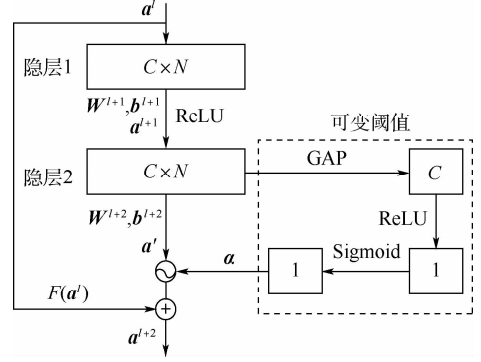 a^l
隐层1
C×N
W^{l+1},b^{l+1}
ReLU
a^{l+1}
可变阈值
隐层2
C×N
GAP
C
W^{l+2},b^{l+2}
ReLU
a′
α
1
Sigmoid
1
F(a^l)
+
a^{l+2}